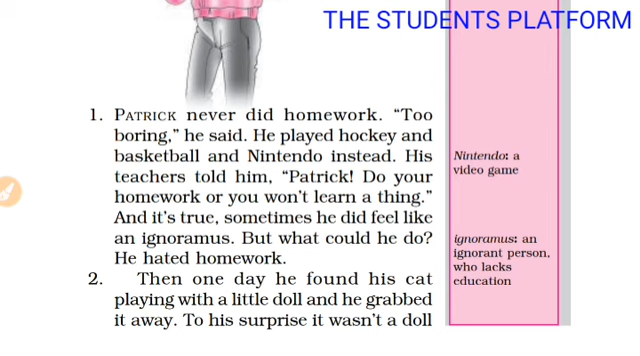 THE STUDENTS PLATFORM
1. PATRICK never did homework. “Too
boring,” he said. He played hockey and
basketball and Nintendo instead. His
teachers told him, “Patrick! Do your
homework or you won’t learn a thing.”
And it’s true, sometimes he did feel like
an ignoramus. But what could he do?
He hated homework.
2. Then one day he found his cat
playing with a little doll and he grabbed
it away. To his surprise it wasn’t a doll
Nintendo: a
video game
ignoramus: an
ignorant person,
who lacks
education